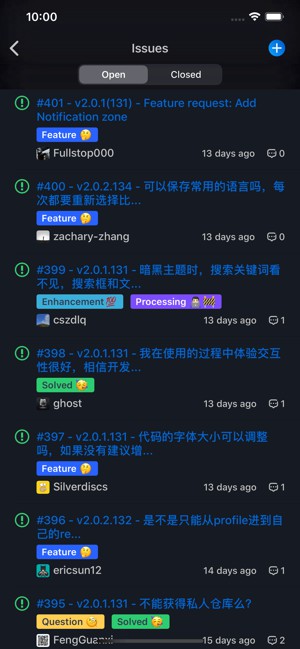 10:00
Issues
Open Closed
#401 - v2.0.1(131) - Feature request: Add
Notification zone
Feature 🤔
Fullstop000 13 days ago 0
#400 - v2.0.2.134 - 可以保存常用的语言吗，每
次都要重新选择比...
Feature 🤔
zachary-zhang 13 days ago 0
#399 - v2.0.1.131 - 暗黑主题时，搜索关键词看
不见，搜索框和文...
Enhancement 💯 Processing 👨🏻‍💻🚧
cszdlq 13 days ago 1
#398 - v2.0.1.131 - 我在使用的过程中体验交互
性很好，相信开发...
Solved 🥰
ghost 13 days ago 1
#397 - v2.0.1.131 - 代码的字体大小可以调整
吗，如果没有建议增...
Feature 🤔
Silverdiscs 13 days ago 1
#396 - v2.0.2.132 - 是不是只能从profile进到自
己的re...
Feature 🤔
ericsun12 14 days ago 1
#395 - v2.0.1.131 - 不能获得私人仓库么?
Question 🧐 Solved 🥰
FengGuanxi 15 days ago 2